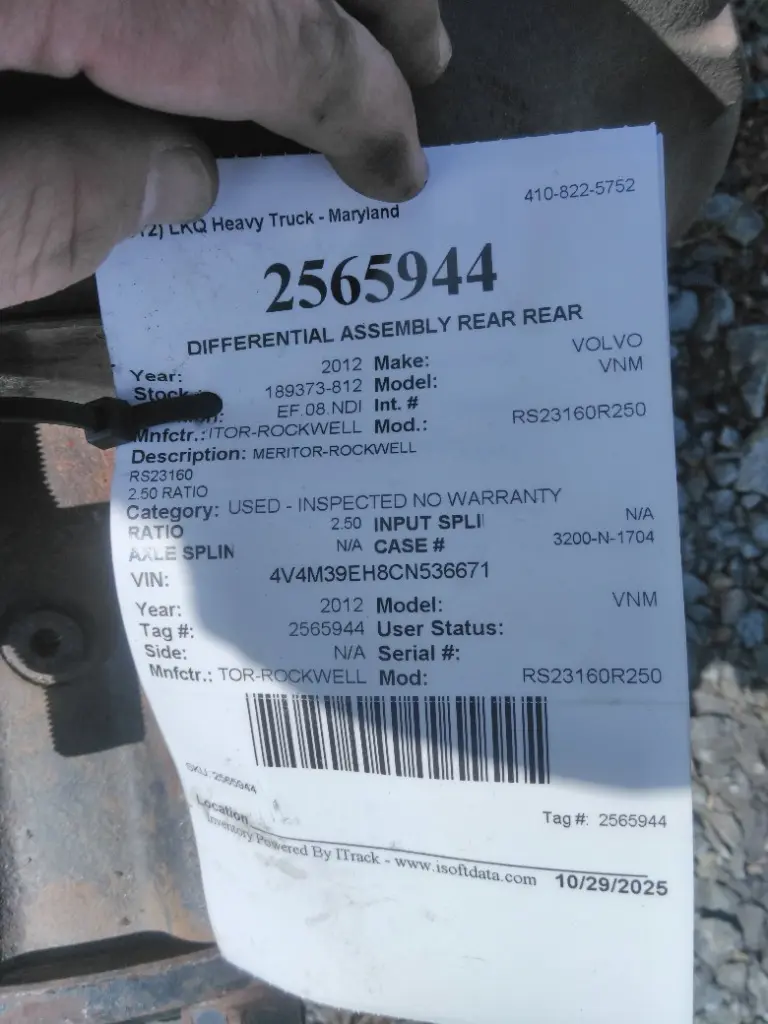 12) LKQ Heavy Truck - Maryland 410-822-5752
2565944
DIFFERENTIAL ASSEMBLY REAR REAR
Year: 2012 Make: VOLVO
Stock 189373-812 Model: VNM
EF.08.NDI Int. #
Mnfctr.: ITOR-ROCKWELL Mod.: RS23160R250
Description: MERITOR-ROCKWELL
RS23160
2.50 RATIO
Category: USED - INSPECTED NO WARRANTY
RATIO 2.50 INPUT SPLI N/A
AXLE SPLIN N/A CASE # 3200-N-1704
VIN: 4V4M39EH8CN536671
Year: 2012 Model: VNM
Tag #: 2565944 User Status:
Side: N/A Serial #:
Mnfctr.: TOR-ROCKWELL Mod: RS23160R250
SKU: 2565944
Tag #: 2565944
Location
Inventory Powered By ITrack - www.isoftdata.com 10/29/2025